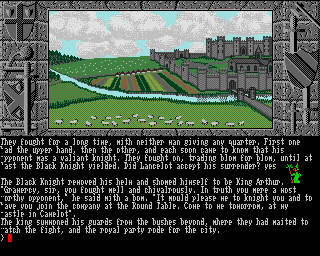 They fought for a long time, with neither man giving any quarter. First one
had the upper hand, then the other, and each soon came to know that his
opponent was a valiant knight. They fought on, trading blow for blow, until at
last the Black Knight yielded. Did Lancelot accept his surrender? yes
The Black Knight removed his helm and showed himself to be King Arthur.
"Gramercy, sir, you fought well and chivalrously. In truth you were a most
worthy opponent," he said with a bow. "It would please me to knight you and to
have you join the company at the Round Table. Come to me tomorrow, at my
castle in Camelot".
The king summoned his guards from the bushes beyond, where they had waited to
watch the fight, and the royal party rode for the city.
>